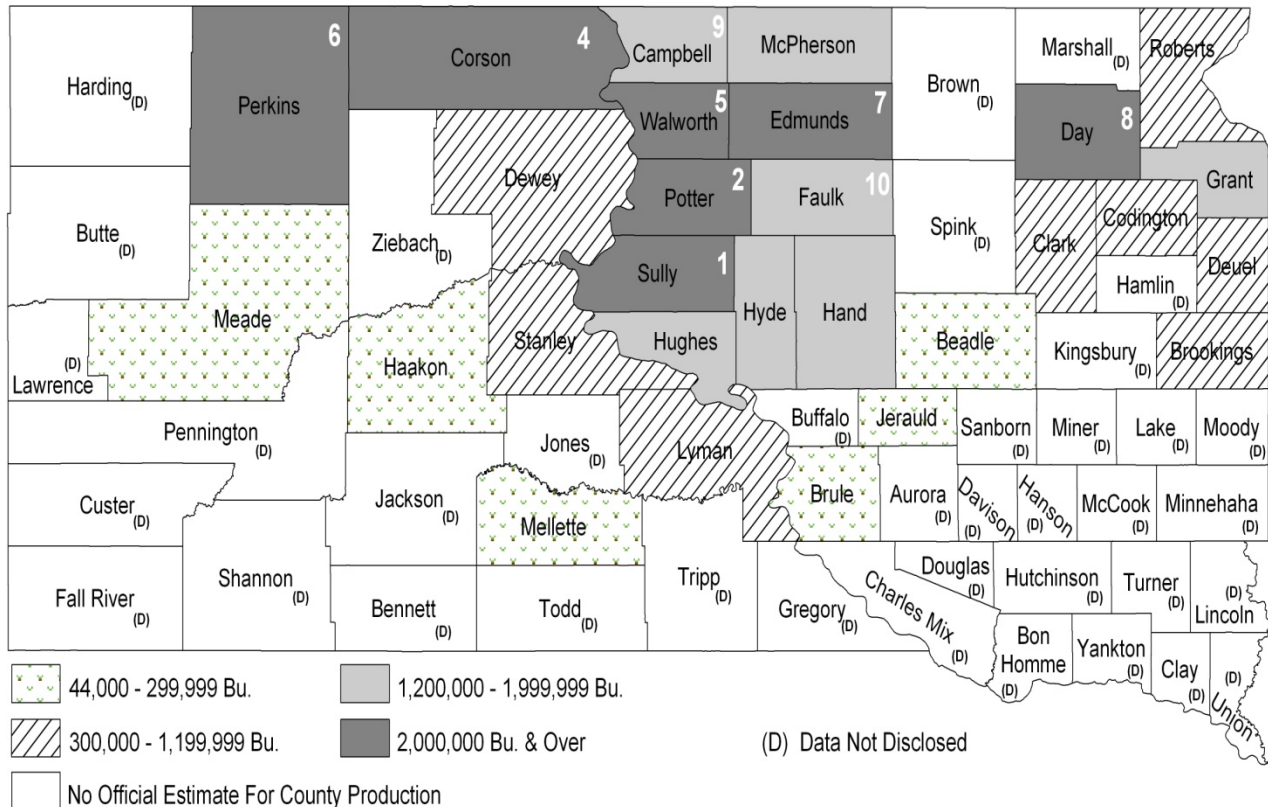 6
4
9
Harding
(D)
Perkins
Corson
Campbell
McPherson
Brown
(D)
Marshall
(D)
Roberts
5
7
8
Walworth
Edmunds
Day
Dewey
2
10
Potter
Faulk
Grant
Butte
(D)
Ziebach
(D)
Spink
(D)
Clark
Codington
Deuel
1
Sully
Hamlin
(D)
Meade
Hyde
Hand
Haakon
Stanley
Hughes
Beadle
Kingsbury
(D)
Brookings
(D)
Lawrence
Pennington
(D)
Jones
(D)
Lyman
Buffalo
(D)
Jerauld
Sanborn
(D)
Miner
(D)
Lake
(D)
Moody
(D)
Custer
(D)
Jackson
(D)
Mellette
Brule
Aurora
(D)
Davison
(D)
Hanson
(D)
McCook
(D)
Minnehaha
(D)
Fall River
(D)
Shannon
(D)
Bennett
(D)
Todd
(D)
Tripp
(D)
Gregory
(D)
Charles Mix
(D)
Douglas
(D)
Hutchinson
(D)
Turner
(D)
(D)
Lincoln
Bon
Homme
(D)
Yankton
(D)
Clay
(D)
(D)
Union
44,000 - 299,999 Bu.
1,200,000 - 1,999,999 Bu.
300,000 - 1,199,999 Bu.
2,000,000 Bu. & Over
(D) Data Not Disclosed
No Official Estimate For County Production